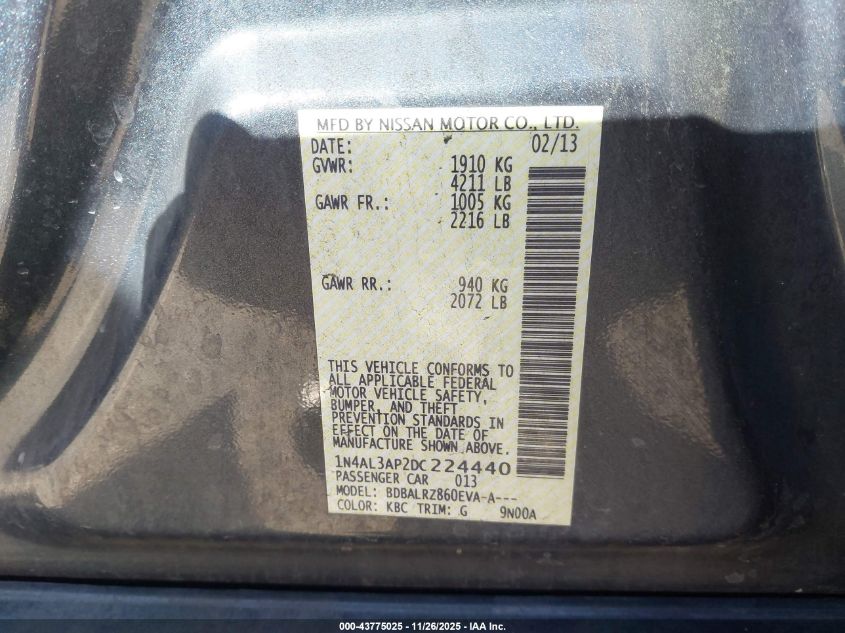 MFD BY NISSAN MOTOR CO., LTD.
DATE: 02/13
GVWR: 1910 KG
4211 LB
GAWR FR.: 1005 KG
2216 LB
GAWR RR.: 940 KG
2072 LB
THIS VEHICLE CONFORMS TO
ALL APPLICABLE FEDERAL
MOTOR VEHICLE SAFETY,
BUMPER, AND THEFT
PREVENTION STANDARDS IN
EFFECT ON THE DATE OF
MANUFACTURE SHOWN ABOVE.
1N4AL3AP2DC224440
PASSENGER CAR 013
MODEL: BDBALRZ860EVA-A---
COLOR: KBC TRIM: G 9N00A
000-43775025 - 11/26/2025 - IAA Inc.